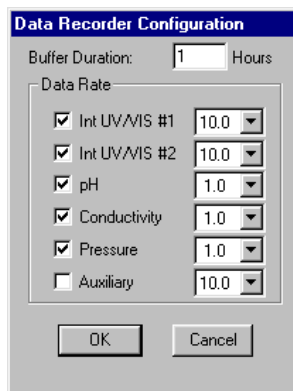 Data Recorder Configuration
Buffer Duration: 1 Hours
Data Rate
Int UV/VIS #1 10.0
Int UV/VIS #2 10.0
pH 1.0
Conductivity 1.0
Pressure 1.0
Auxiliary 10.0
OK Cancel